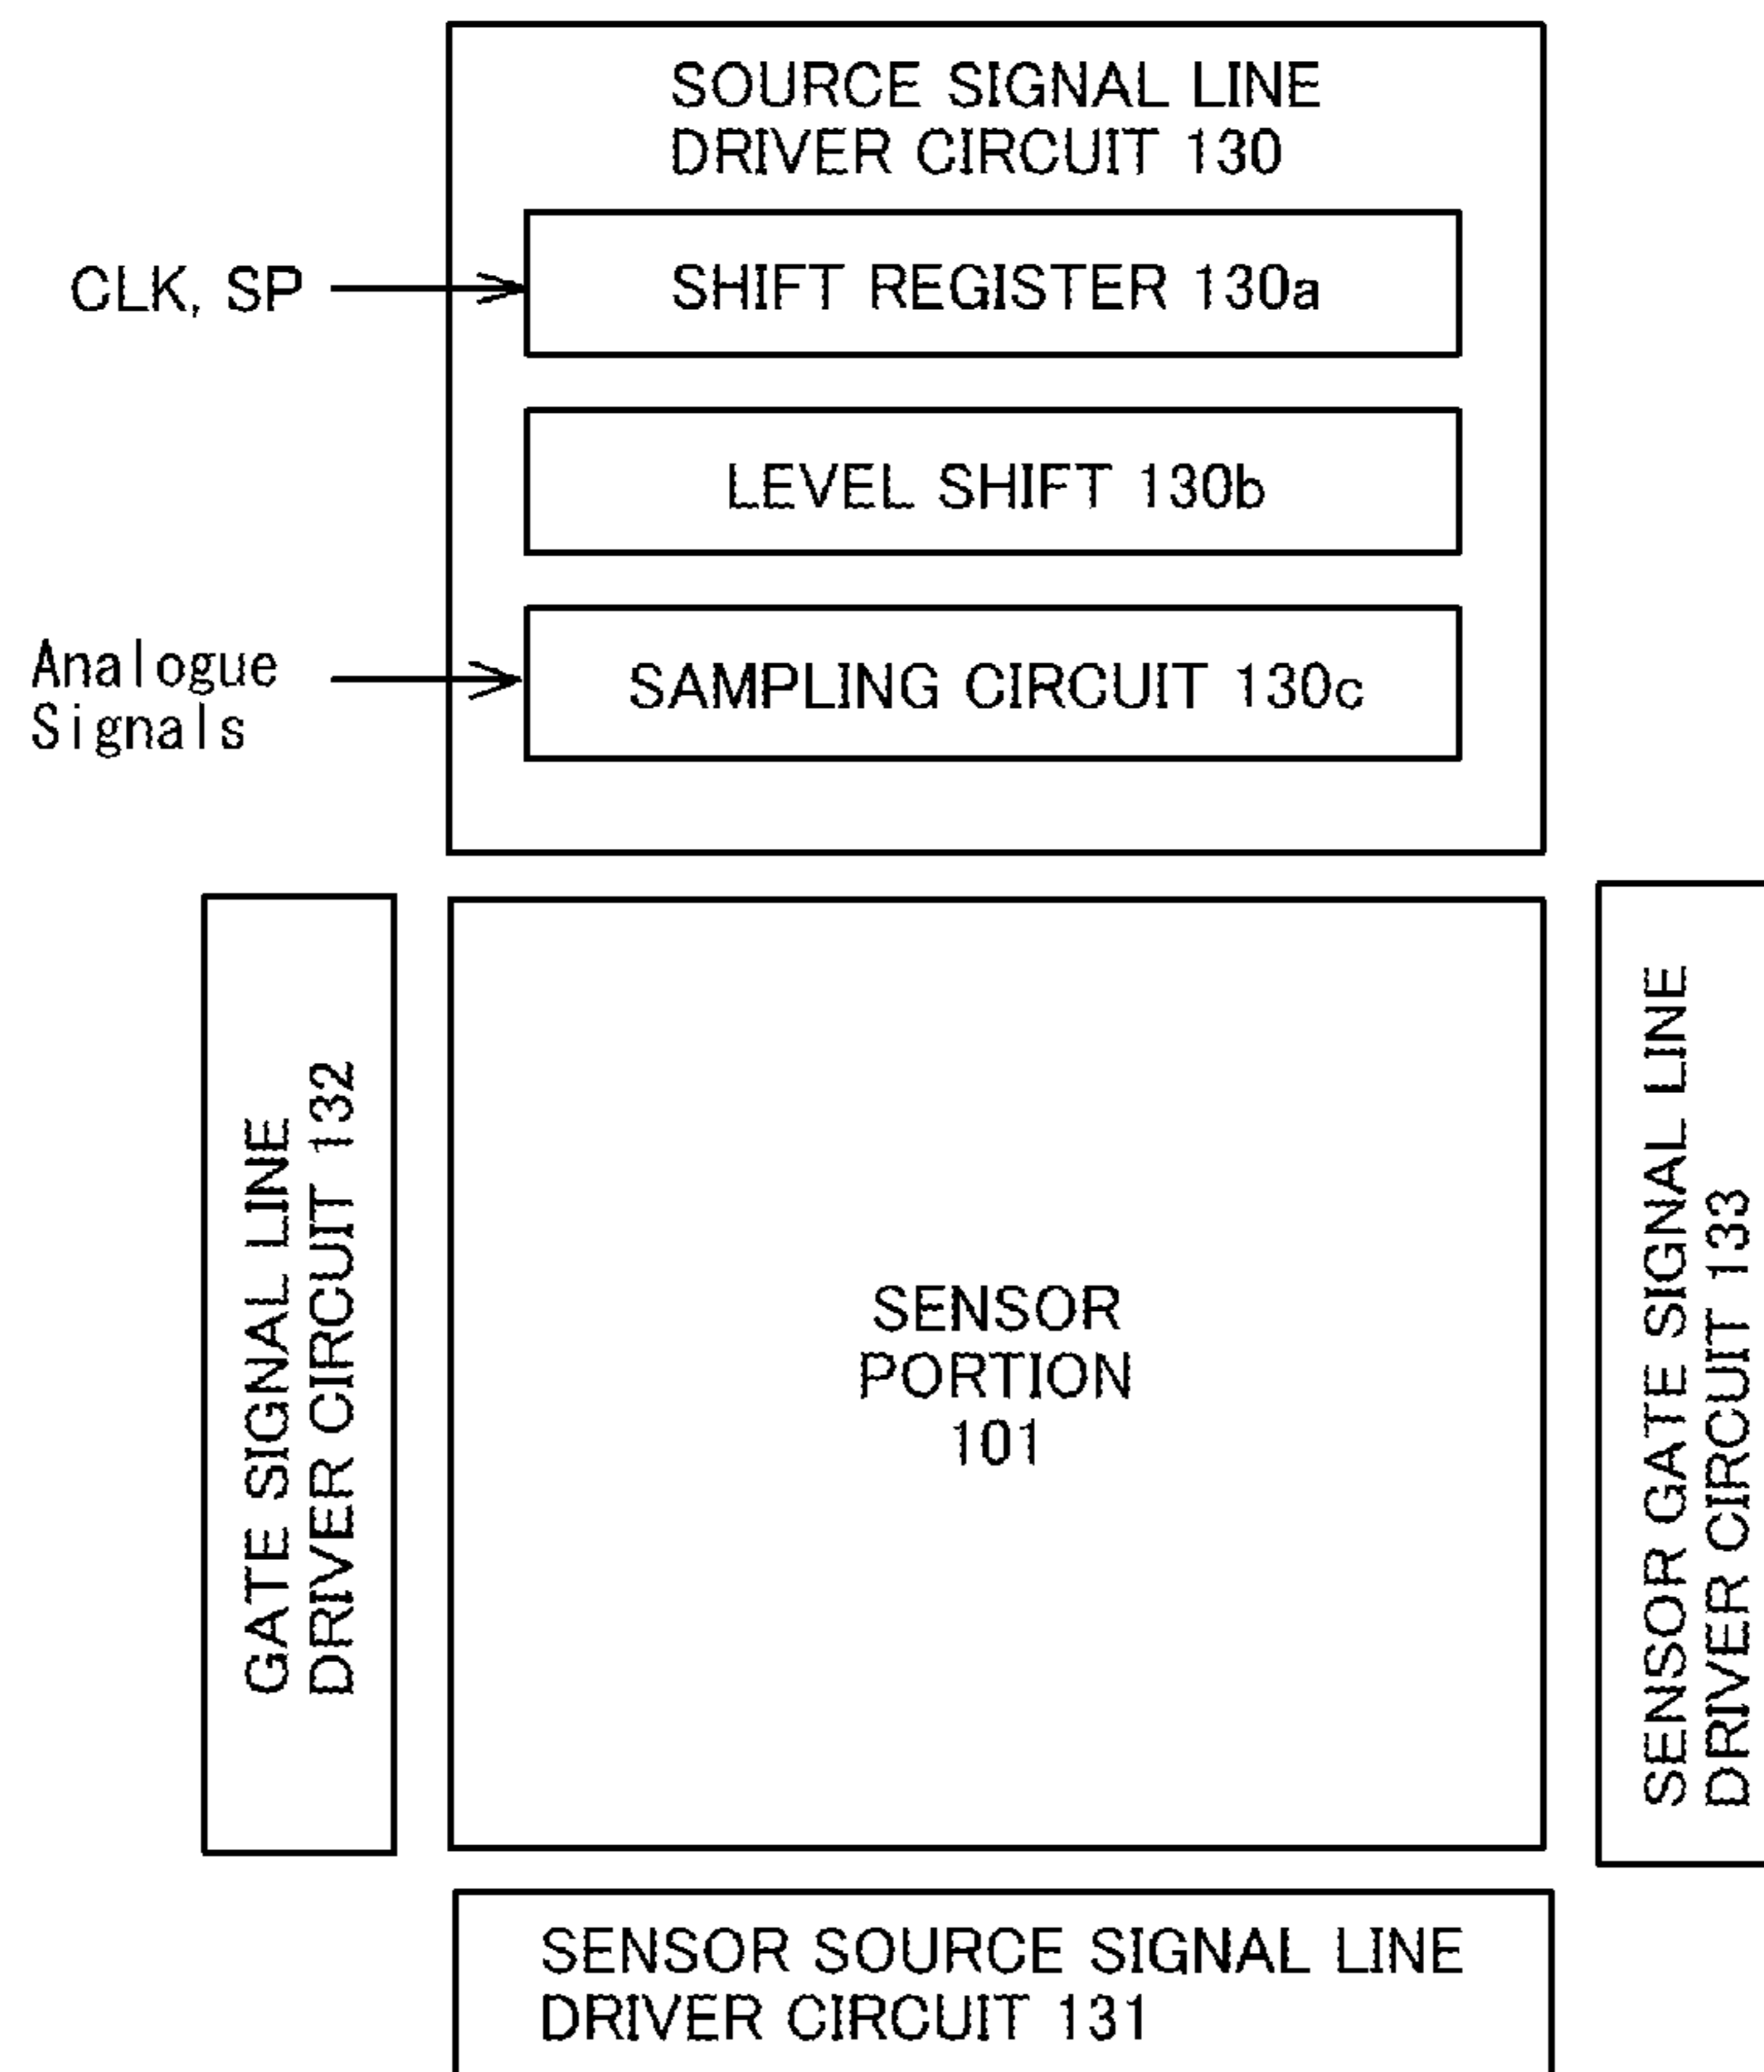 SOURCE SIGNAL LINE
DRIVER CIRCUIT 130
CLK, SP
SHIFT REGISTER 130a
LEVEL SHIFT 130b
Analogue
Signals
SAMPLING CIRCUIT 130c
GATE SIGNAL LINE
DRIVER CIRCUIT 132
SENSOR
PORTION
101
SENSOR GATE SIGNAL LINE
DRIVER CIRCUIT 133
SENSOR SOURCE SIGNAL LINE
DRIVER CIRCUIT 131